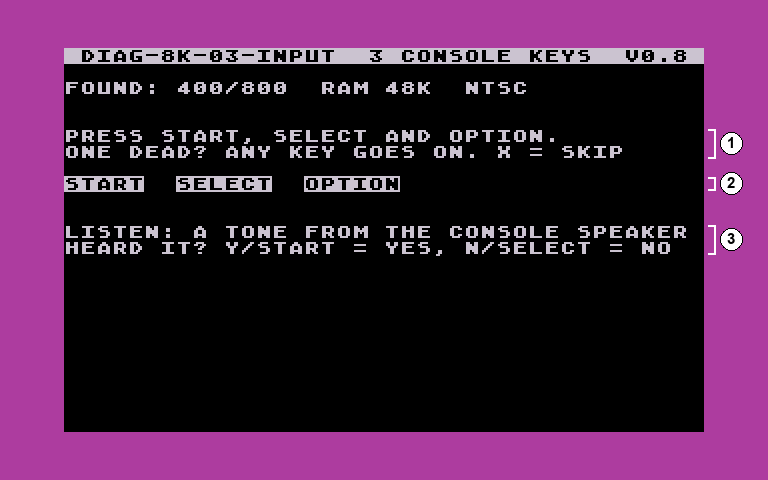 DIAG-8K-03-INPUT  3 CONSOLE KEYS  V0.8
FOUND: 400/800  RAM 48K  NTSC
PRESS START, SELECT AND OPTION.
ONE DEAD? ANY KEY GOES ON. X = SKIP
1
START  SELECT  OPTION
2
LISTEN: A TONE FROM THE CONSOLE SPEAKER
HEARD IT? Y/START = YES, N/SELECT = NO
3